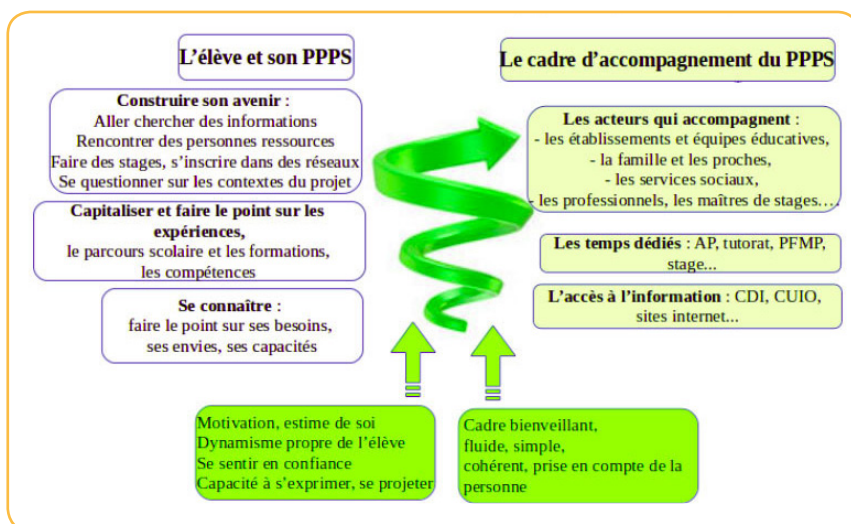 L’élève et son PPPS
Construire son avenir :
Aller chercher des informations
Rencontrer des personnes ressources
Faire des stages, s’inscrire dans des réseaux
Se questionner sur les contextes du projet
Capitaliser et faire le point sur les
expériences,
le parcours scolaire et les formations,
les compétences
Se connaître :
faire le point sur ses besoins,
ses envies, ses capacités
Le cadre d’accompagnement du PPPS
Les acteurs qui accompagnent :
- les établissements et équipes éducatives,
- la famille et les proches,
- les services sociaux,
- les professionnels, les maîtres de stages….
Les temps dédiés : AP, tutorat, PFMP,
stage...
L’accès à l’information : CDI, CUIO,
sites internet...
Motivation, estime de soi
Dynamisme propre de l’élève
Se sentir en confiance
Capacité à s’exprimer, se projeter
Cadre bienveillant,
fluide, simple,
cohérent, prise en compte de la
personne